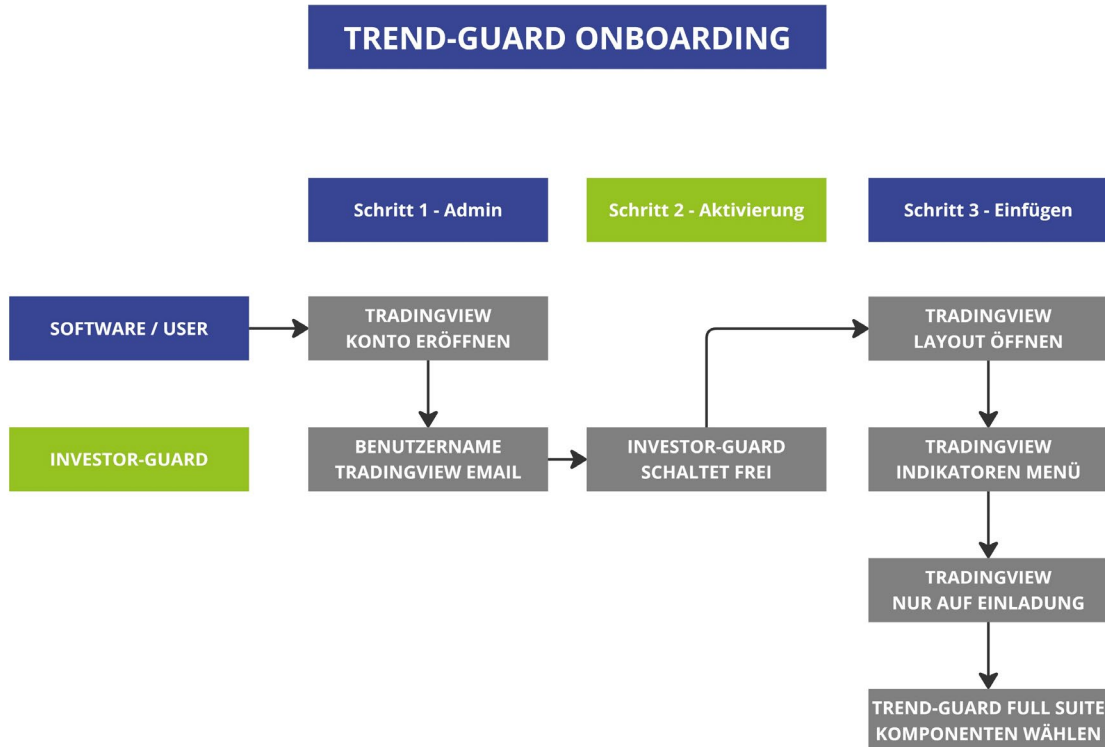 TREND-GUARD ONBOARDING
Schritt 1 - Admin
Schritt 2 - Aktivierung
Schritt 3 - Einfügen
SOFTWARE / USER
TRADINGVIEW
KONTO ERÖFFNEN
TRADINGVIEW
LAYOUT ÖFFNEN
INVESTOR-GUARD
BENUTZERNAME
TRADINGVIEW EMAIL
INVESTOR-GUARD
SCHALTET FREI
TRADINGVIEW
INDIKATOREN MENÜ
TRADINGVIEW
NUR AUF EINLADUNG
TREND-GUARD FULL SUITE
KOMPONENTEN WÄHLEN